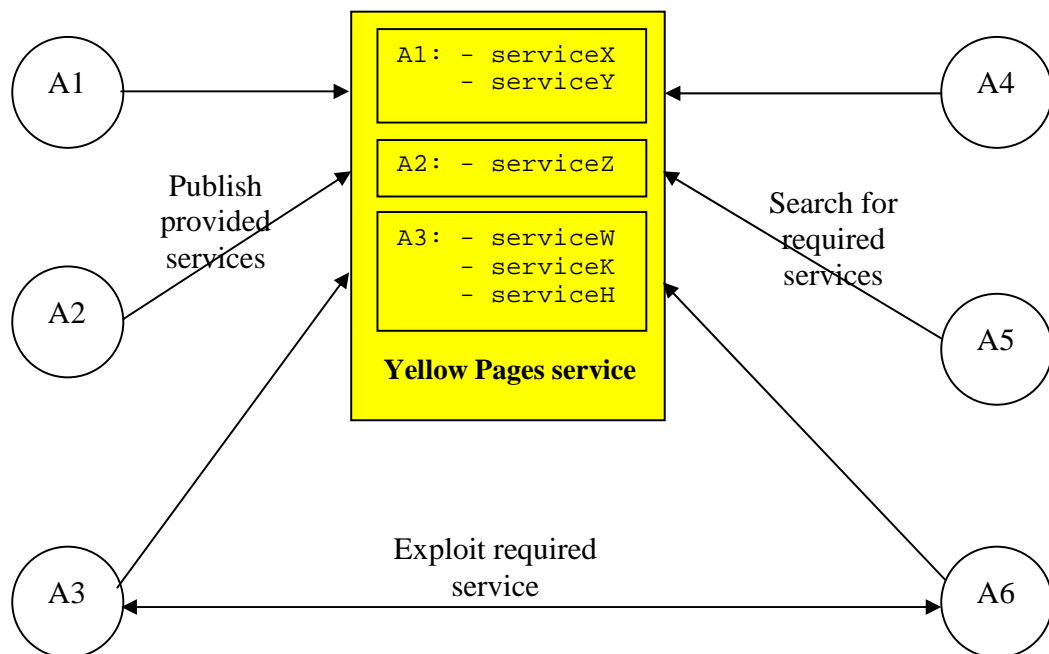 A1
A1: - serviceX
- serviceY
A4
A2: - serviceZ
Publish
provided
services
Search for
required
services
A3: - serviceW
- serviceK
- serviceH
A2
A5
Yellow Pages service
Exploit required
service
A3
A6